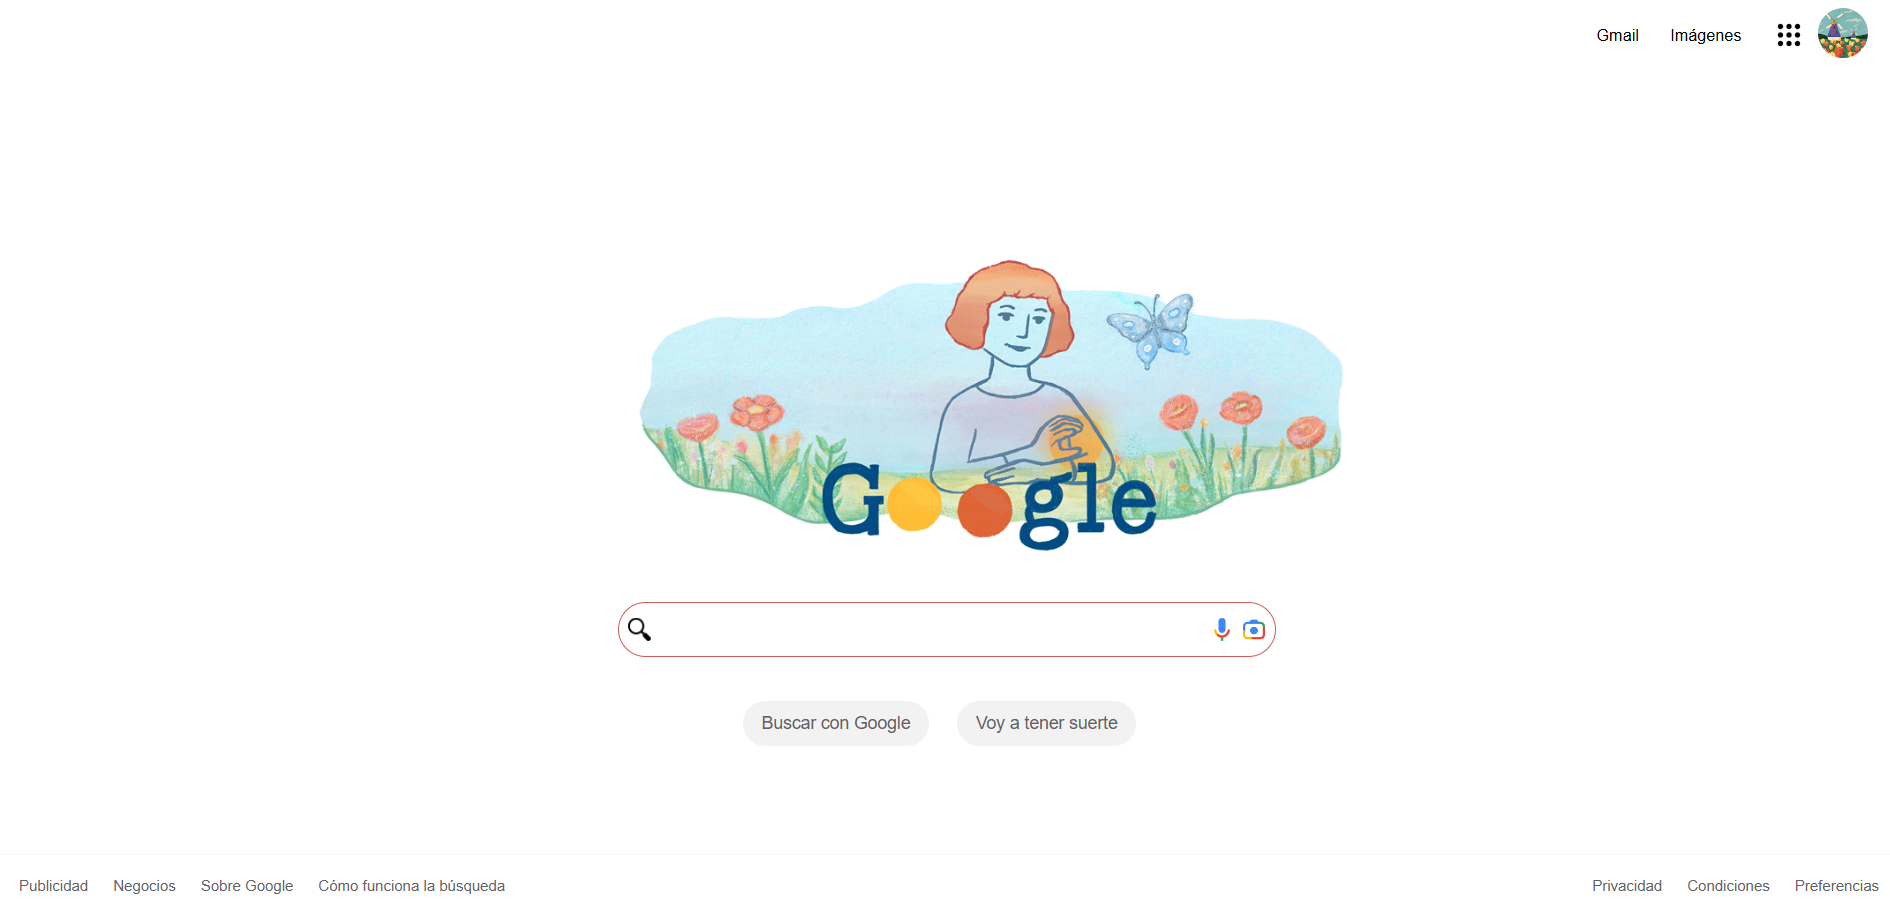 Gmail Imágenes
Google
Buscar con Google Voy a tener suerte
Publicidad Negocios Sobre Google Cómo funciona la búsqueda Privacidad Condiciones Preferencias